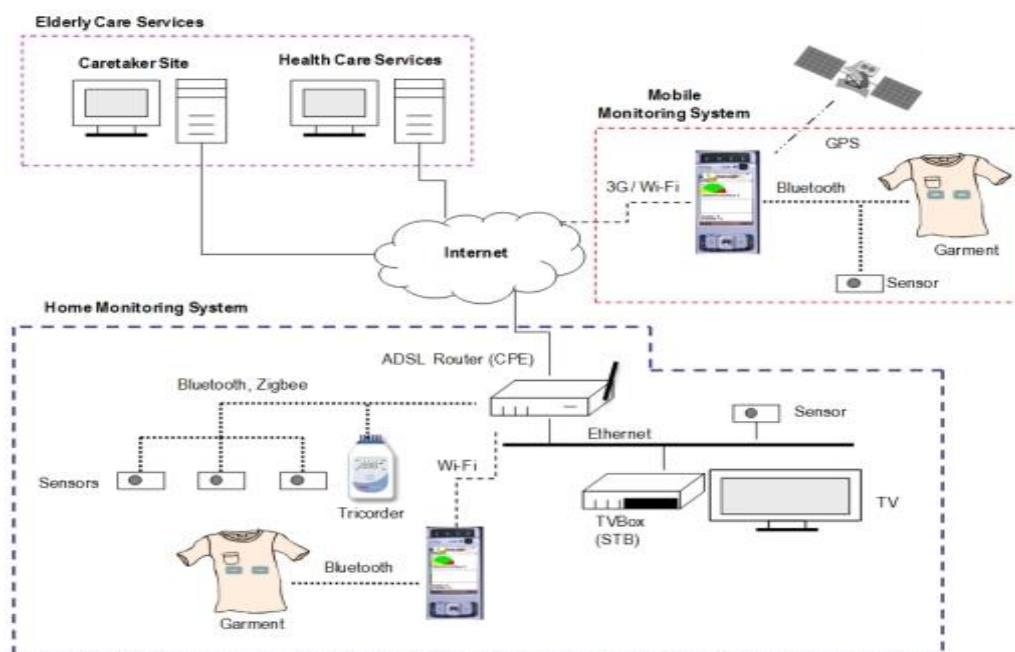 Elderly Care Services
Caretaker Site
Health Care Services
Mobile
Monitoring System
GPS
3G / Wi-Fi
Bluetooth
Garment
Sensor
Internet
Home Monitoring System
ADSL Router (CPE)
Bluetooth, Zigbee
Sensor
Ethernet
Wi-Fi
Sensors
Tricorder
TVBox
(STB)
TV
Bluetooth
Garment